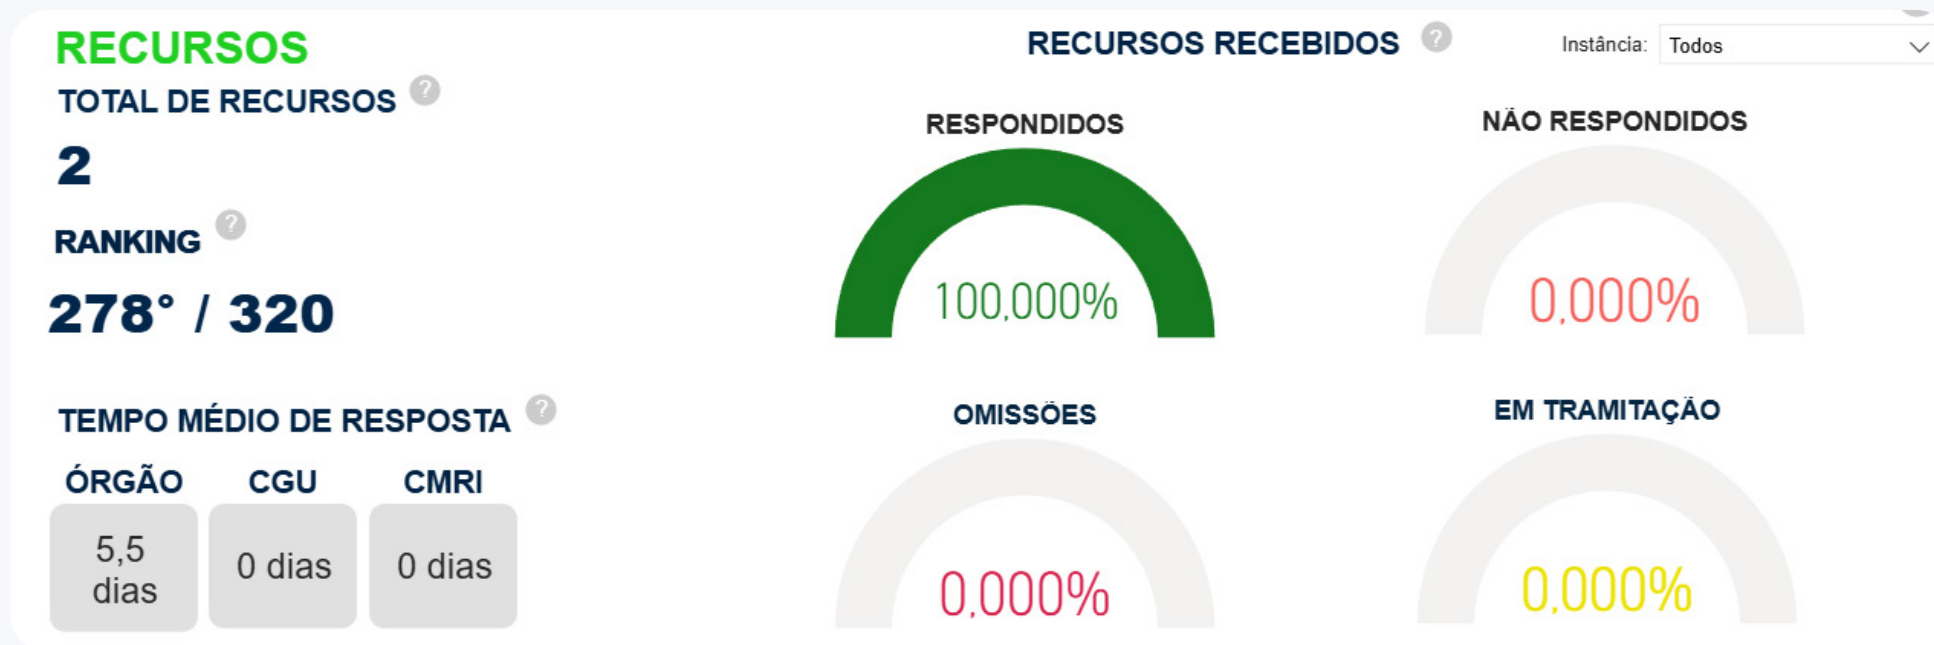 RECURSOS
TOTAL DE RECURSOS ?
2
RANKING ?
278° / 320
TEMPO MÉDIO DE RESPOSTA ?
ÓRGÃO CGU CMRI
5,5 dias
0 dias
0 dias
RECURSOS RECEBIDOS ?
Instância: Todos
RESPONDIDOS
100,000%
NÃO RESPONDIDOS
0,000%
OMISSÕES
0,000%
EM TRAMITAÇÃO
0,000%